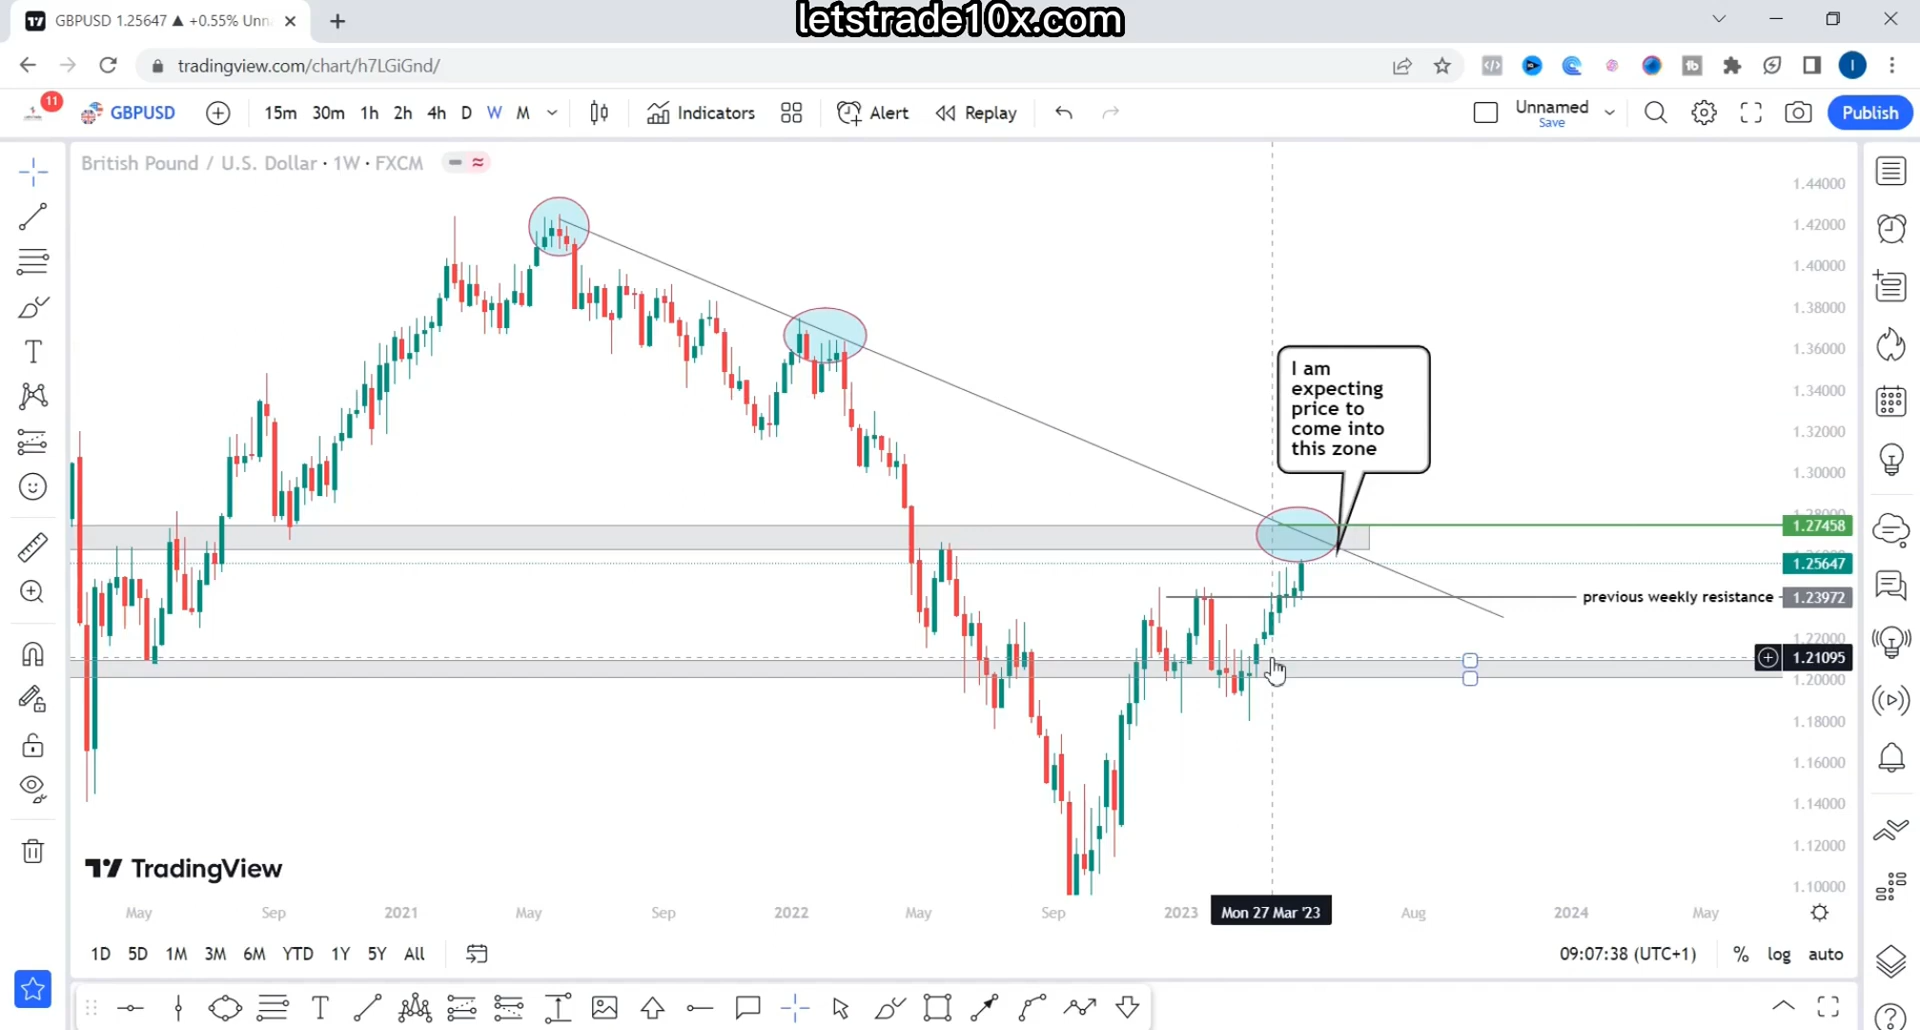 GBPUSD 1.25647 ▲ +0.55% Unn
letstrade10x.com
tradingview.com/chart/h7LGiGnd/
11
GBPUSD
15m 30m 1h 2h 4h D W M
Indicators
Alert
Replay
Unnamed
Save
Publish
British Pound / U.S. Dollar · 1W · FXCM
I am
expecting
price to
come into
this zone
previous weekly resistance
1.44000
1.42000
1.40000
1.38000
1.36000
1.34000
1.32000
1.30000
1.27458
1.25647
1.23972
1.22000
1.21095
1.20000
1.18000
1.16000
1.14000
1.12000
1.10000
TradingView
May Sep 2021 May Sep 2022 May Sep 2023 Mon 27 Mar '23 Aug 2024 May
1D 5D 1M 3M 6M YTD 1Y 5Y All
09:07:38 (UTC+1) % log auto